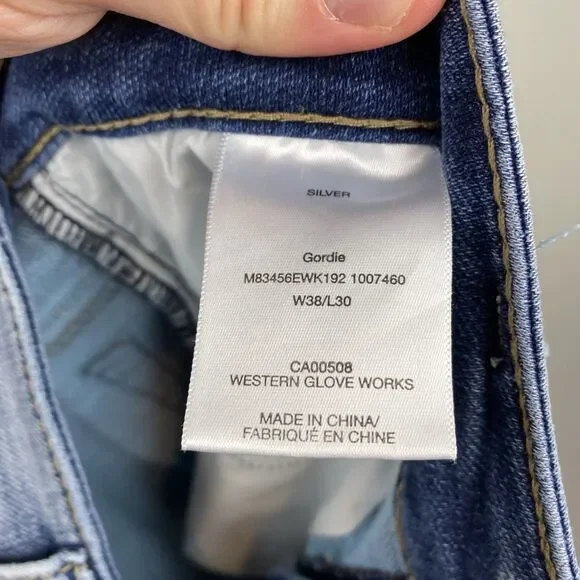 SILVER
Gordie
M83456EWK192 1007460
W38/L30
CA00508
WESTERN GLOVE WORKS
MADE IN CHINA/
FABRIQUÉ EN CHINE